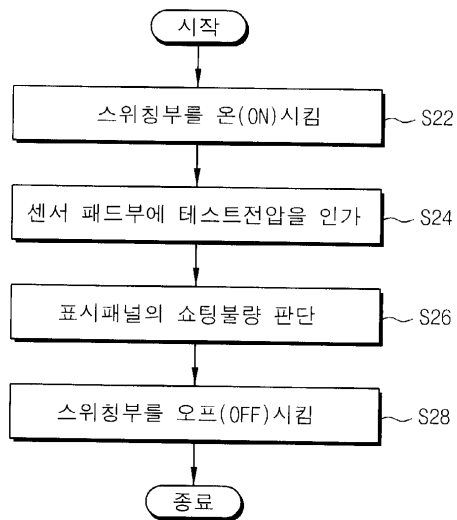 시작
스위칭부를 온(ON)시킴
S22
센서 패드부에 테스트전압을 인가
S24
표시패널의 쇼팅불량 판단
S26
스위칭부를 오프(OFF)시킴
S28
종료